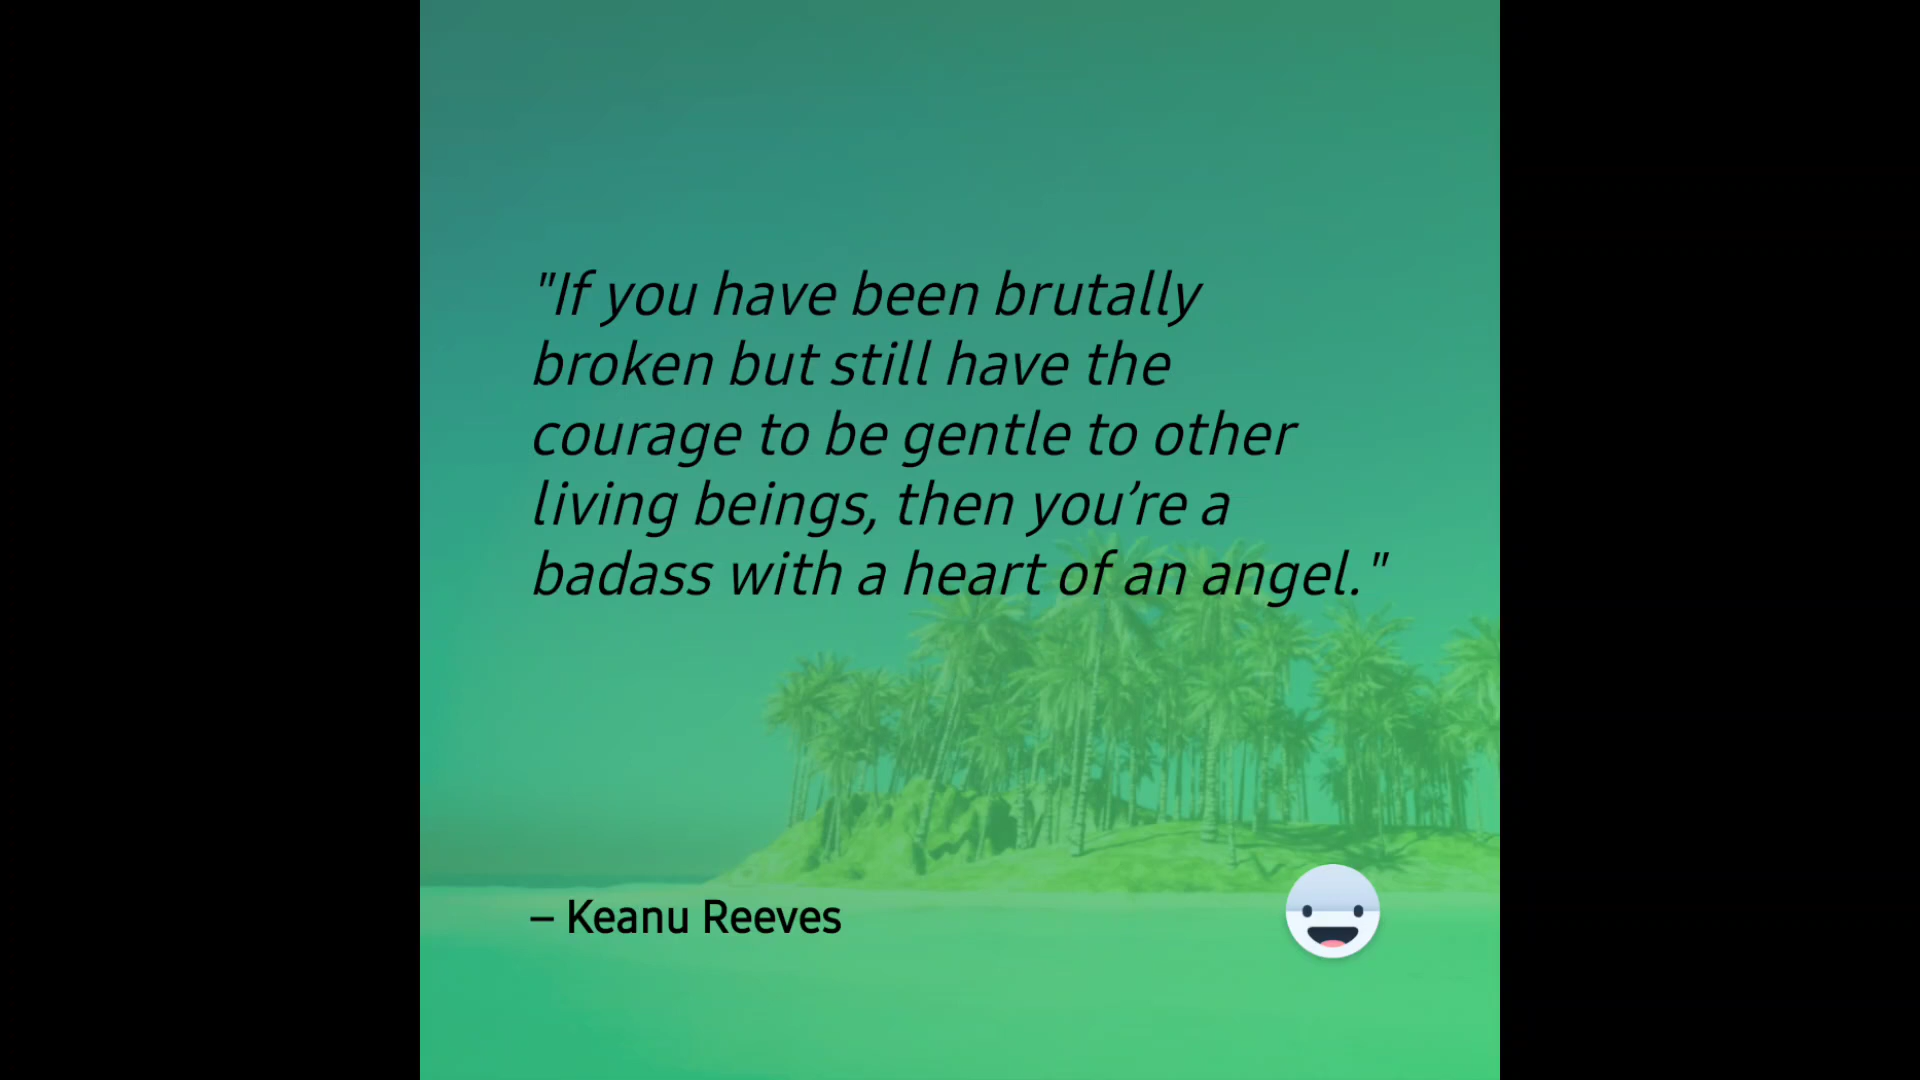 "If you have been brutally
broken but still have the
courage to be gentle to other
living beings, then you’re a
badass with a heart of an angel."
– Keanu Reeves